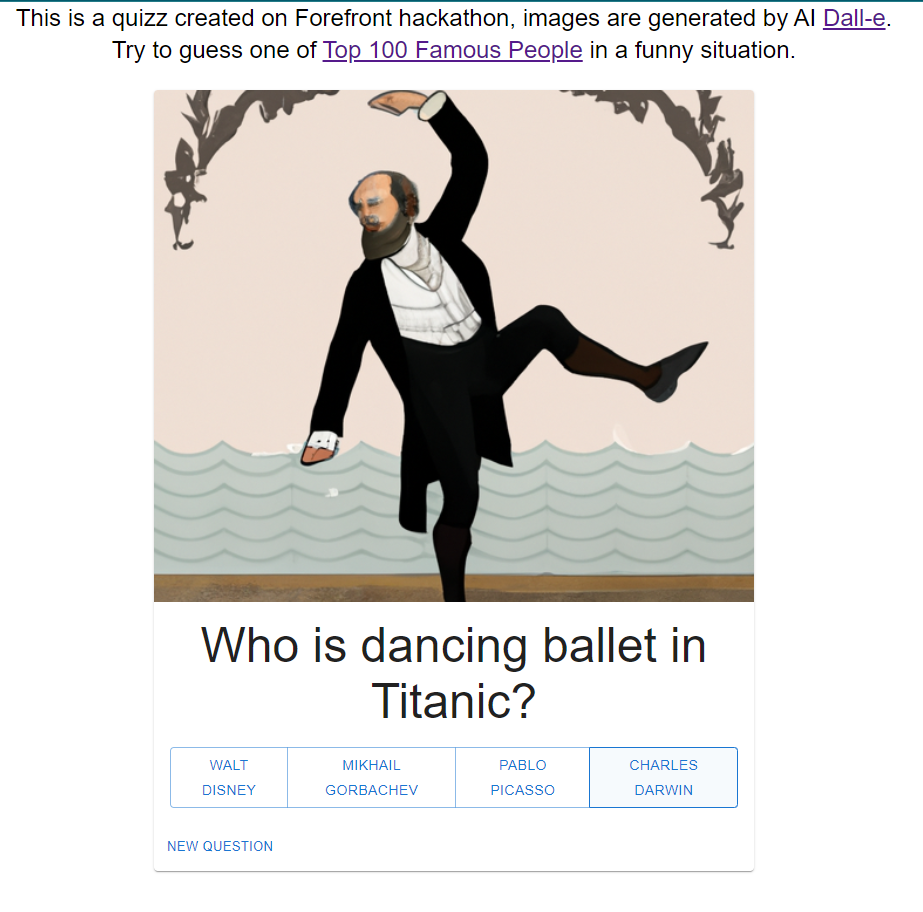 This is a quizz created on Forefront hackathon, images are generated by AI Dall-e.
Try to guess one of Top 100 Famous People in a funny situation.
Who is dancing ballet in
Titanic?
WALT DISNEY
MIKHAIL GORBACHEV
PABLO PICASSO
CHARLES DARWIN
NEW QUESTION